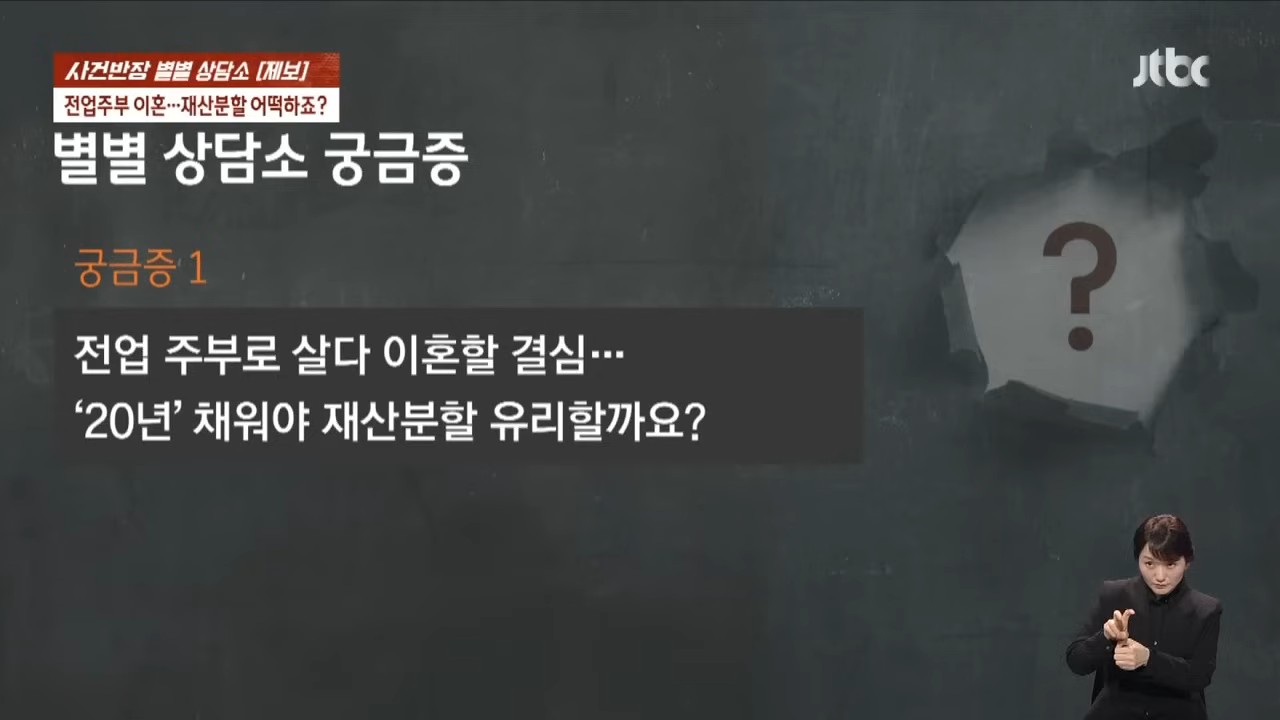 사건반장 별별 상담소 [제보]
전업주부 이혼…재산분할 어떡하죠?
jtbc
별별 상담소 궁금증
?
궁금증 1
전업 주부로 살다 이혼할 결심…
‘20년’ 채워야 재산분할 유리할까요?